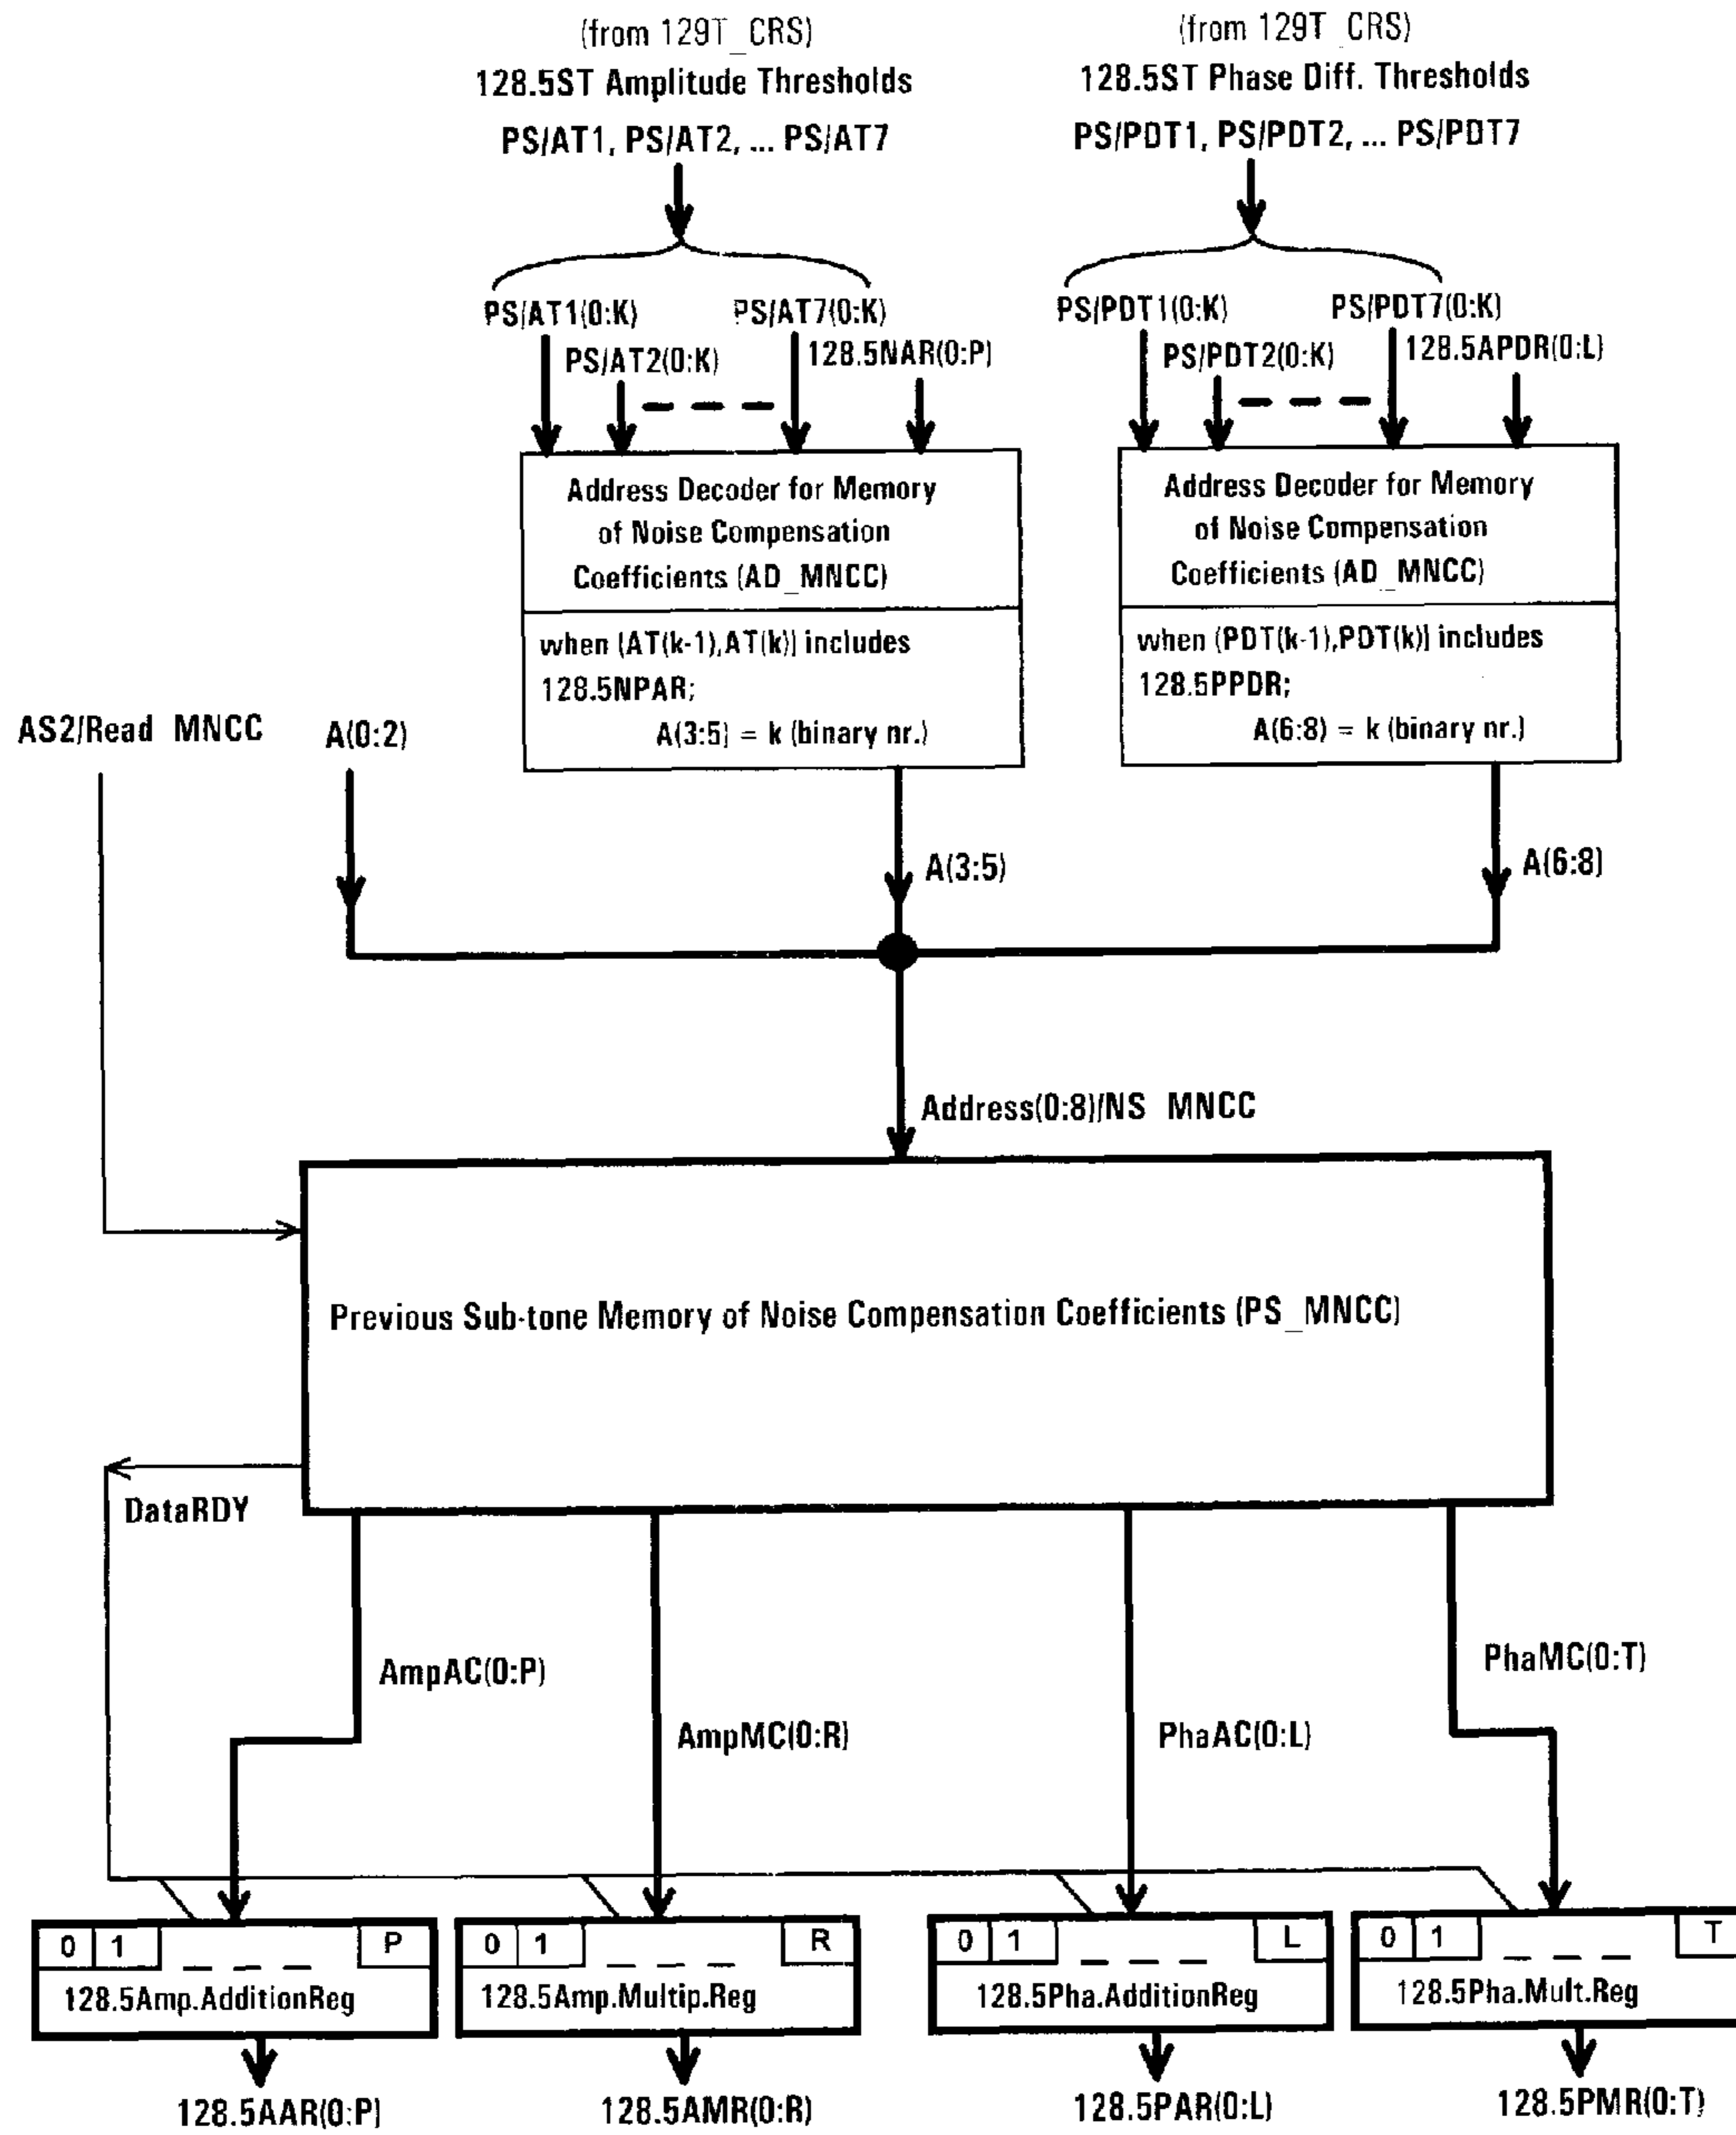 (from 129T_CRS)
128.5ST Amplitude Thresholds
PS/AT1, PS/AT2, ... PS/AT7
(from 129T_CRS)
128.5ST Phase Diff. Thresholds
PS/PDT1, PS/PDT2, ... PS/PDT7
PS/AT1(0:K)
PS/AT2(0:K)
PS/AT7(0:K)
128.5NAR(0:P)
PS/PDT1(0:K)
PS/PDT2(0:K)
PS/PDT7(0:K)
128.5APDR(0:L)
Address Decoder for Memory
of Noise Compensation
Coefficients (AD_MNCC)
when (AT(k-1),AT(k)] includes
128.5NPAR;
A(3:5) = k (binary nr.)
Address Decoder for Memory
of Noise Compensation
Coefficients (AD_MNCC)
when (PDT(k-1),PDT(k)] includes
128.5PPDR;
A(6:8) = k (binary nr.)
AS2/Read MNCC
A(0:2)
A(3:5)
A(6:8)
Address(0:8)/NS MNCC
Previous Sub-tone Memory of Noise Compensation Coefficients (PS_MNCC)
DataRDY
AmpAC(0:P)
AmpMC(0:R)
PhaAC(0:L)
PhaMC(0:T)
0 1 P
128.5Amp.AdditionReg
0 1 R
128.5Amp.Multip.Reg
0 1 L
128.5Pha.AdditionReg
0 1 T
128.5Pha.Mult.Reg
128.5AAR(0:P)
128.5AMR(0:R)
128.5PAR(0:L)
128.5PMR(0:T)